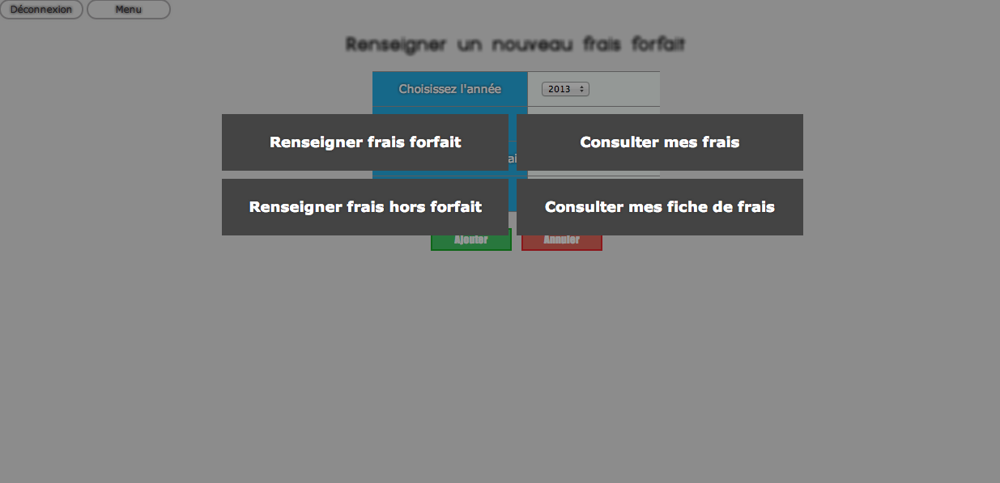 Déconnexion Menu
Renseigner un nouveau frais forfait
Choisissez l'année 2013
Renseigner frais forfait Consulter mes frais
ai
Renseigner frais hors forfait Consulter mes fiche de frais
Ajouter Annuler